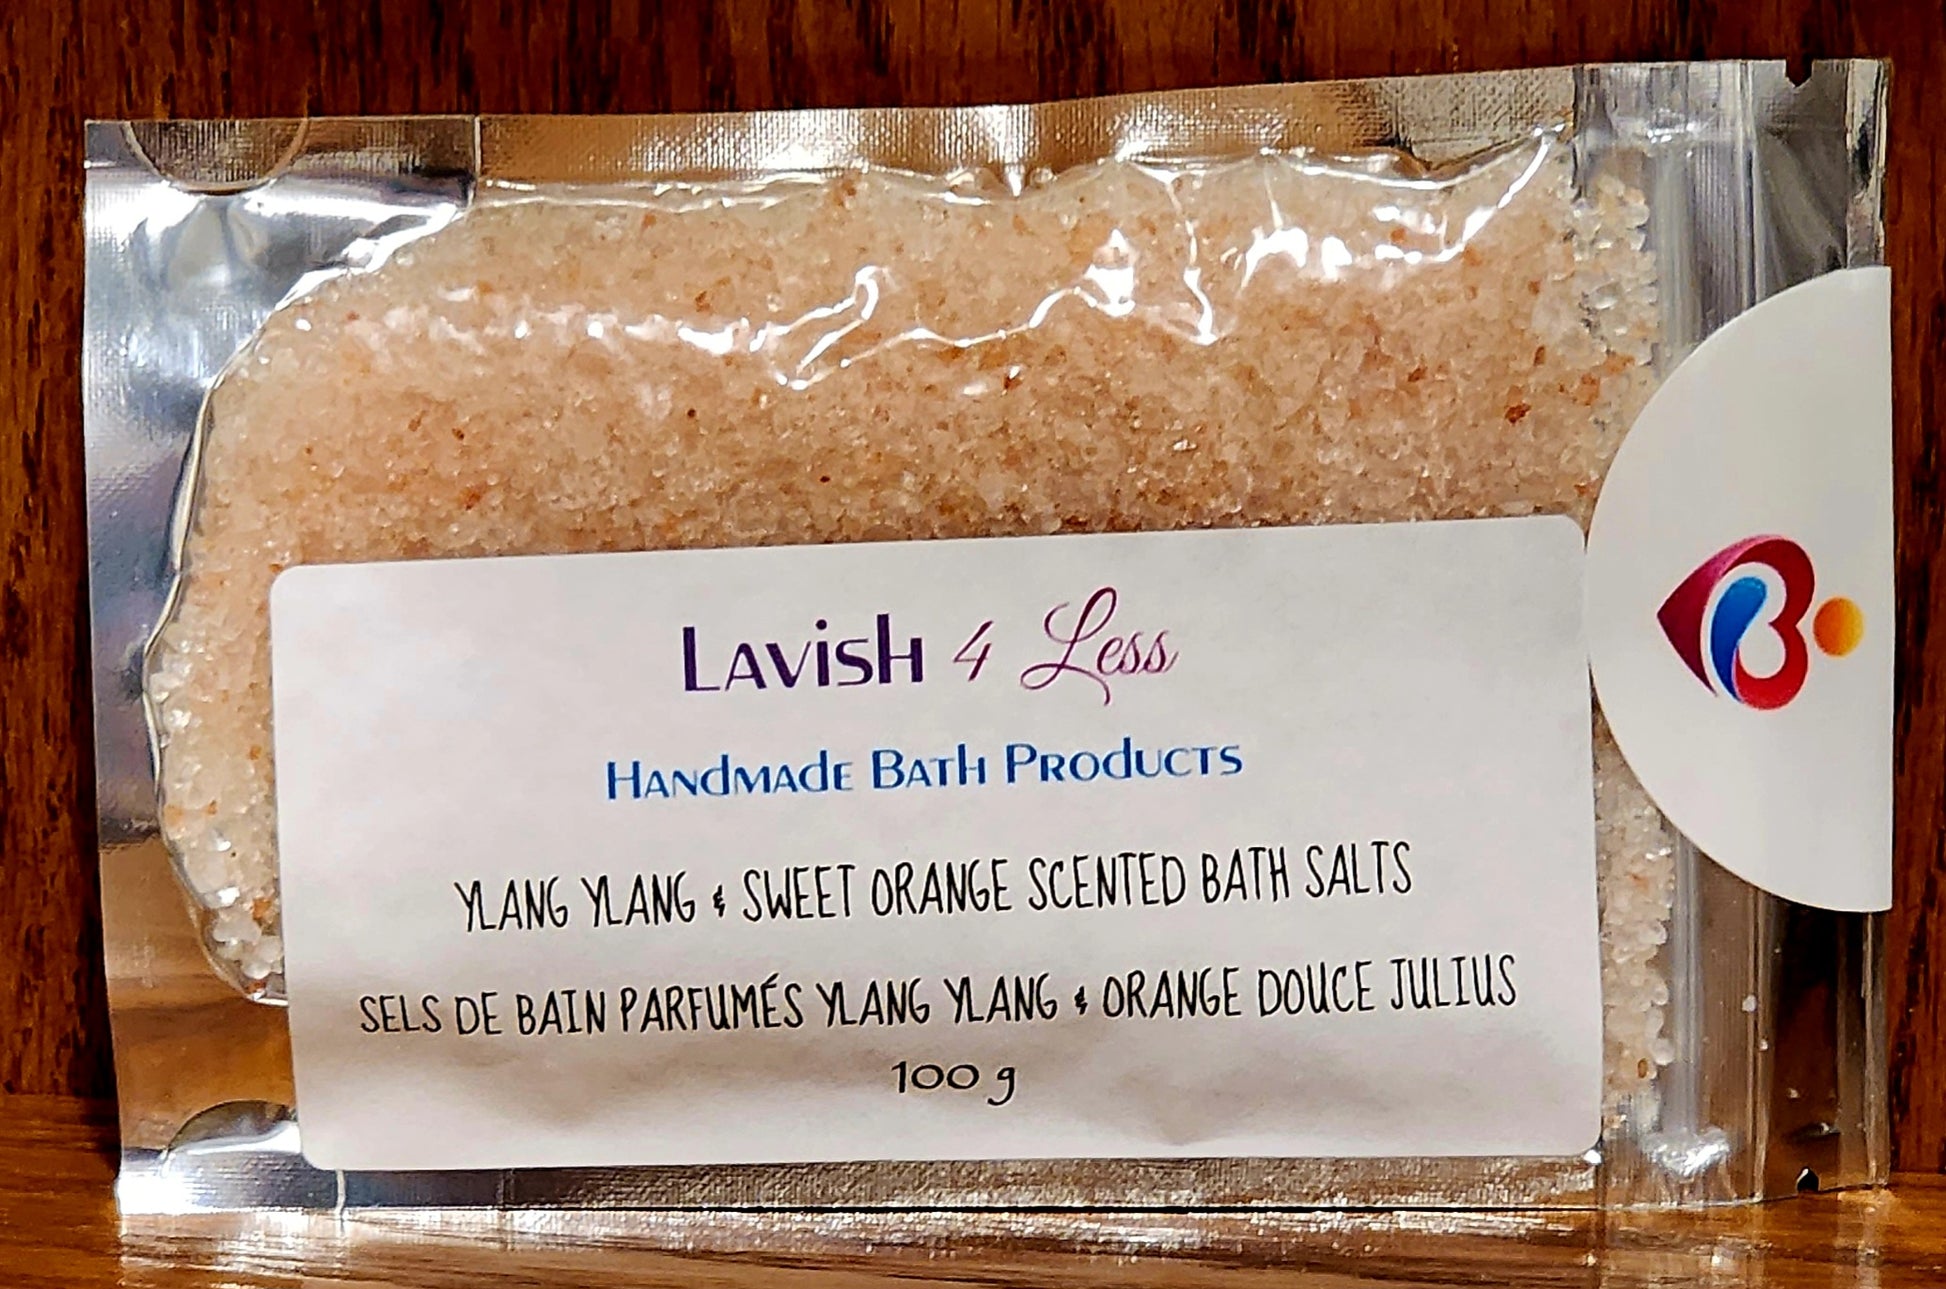 Lavish 4 Less
Handmade Bath Products
YLANG YLANG & SWEET ORANGE SCENTED BATH SALTS
SELS DE BAIN PARFUMÉS YLANG YLANG & ORANGE DOUCE JULIUS
100 g